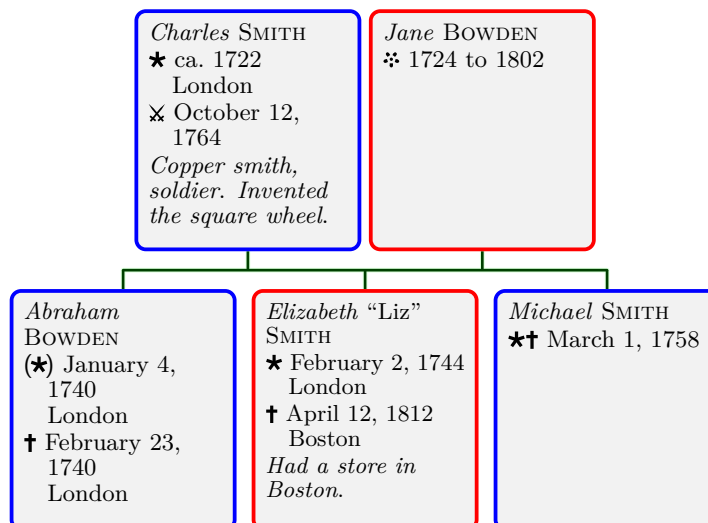 Charles SMITH
★ ca. 1722
London
⚔ October 12,
1764
Copper smith,
soldier. Invented
the square wheel.
Jane BOWDEN
⁘ 1724 to 1802
Abraham
BOWDEN
(★) January 4,
1740
London
✝ February 23,
1740
London
Elizabeth “Liz”
SMITH
★ February 2, 1744
London
✝ April 12, 1812
Boston
Had a store in
Boston.
Michael SMITH
★✝ March 1, 1758